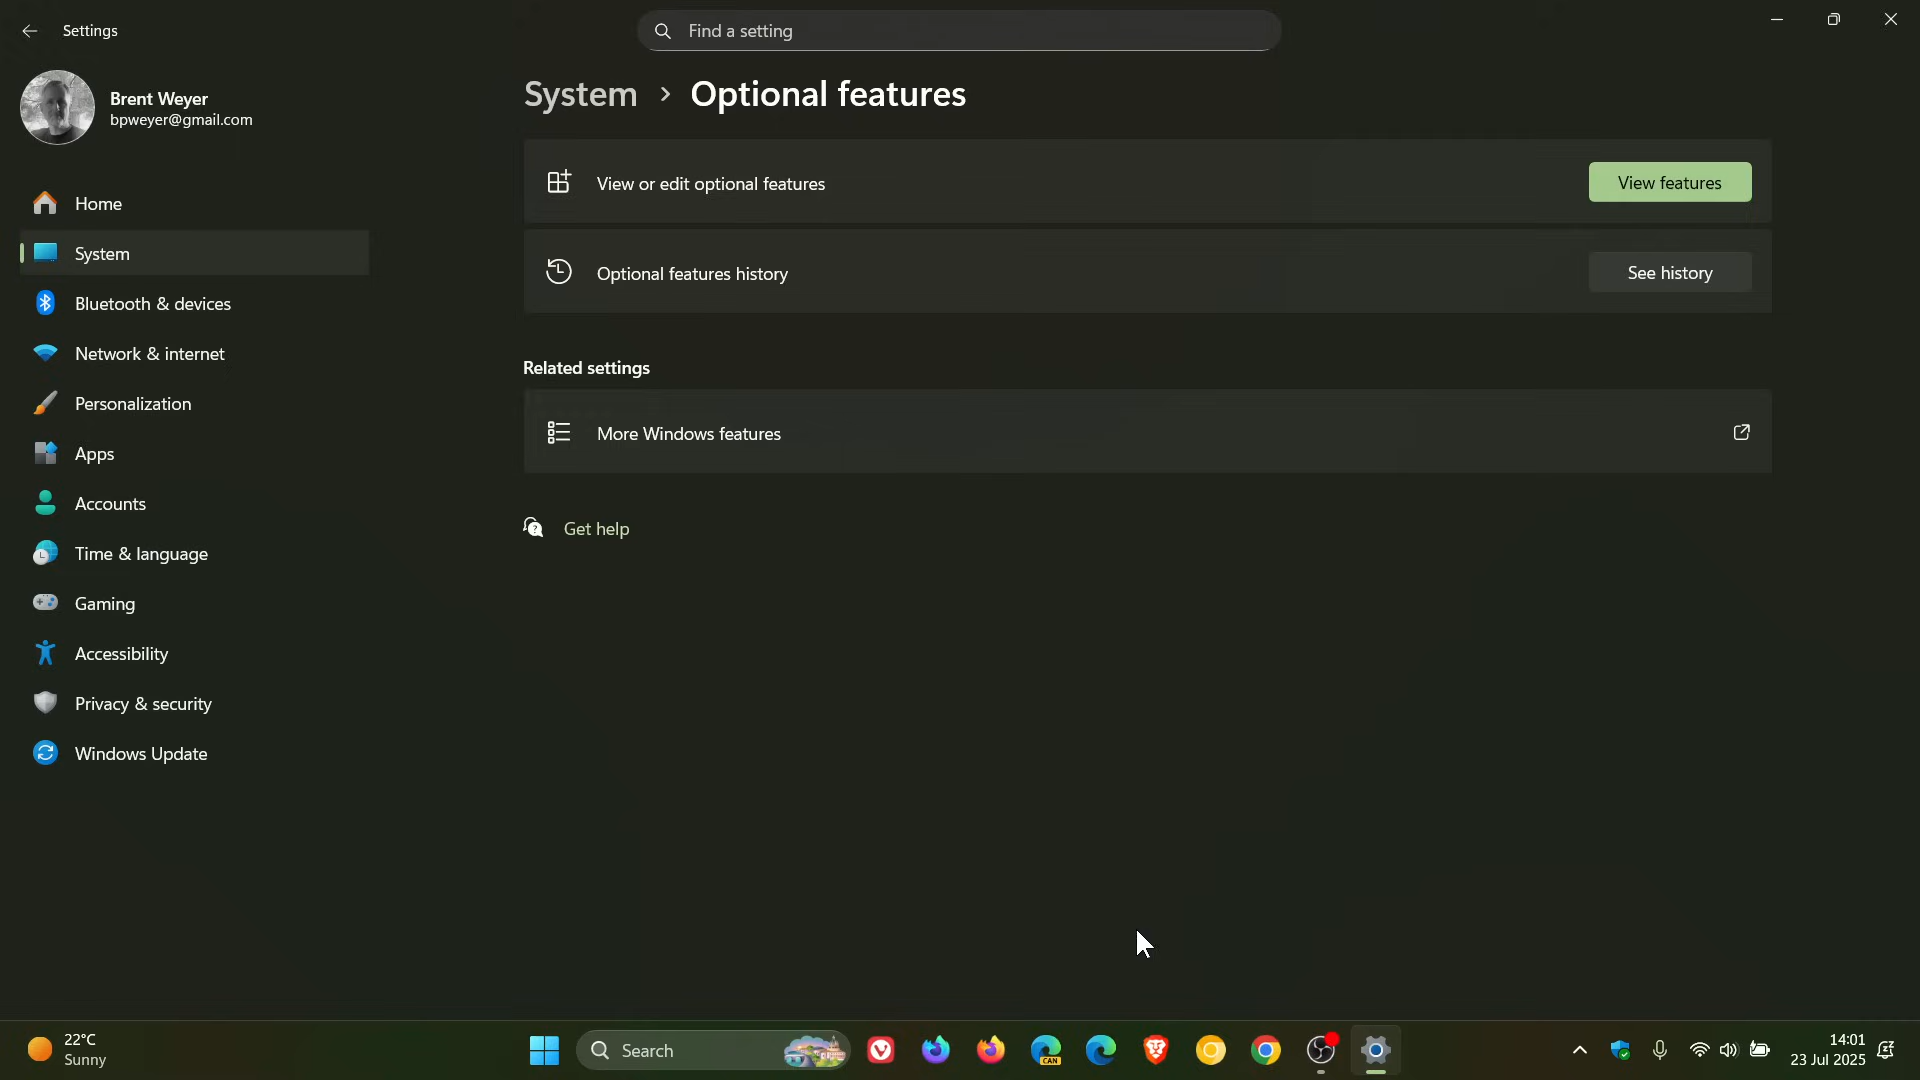 Settings
Find a setting
Brent Weyer
bpweyer@gmail.com
Home
System
Bluetooth & devices
Network & internet
Personalization
Apps
Accounts
Time & language
Gaming
Accessibility
Privacy & security
Windows Update
System > Optional features
View or edit optional features
View features
Optional features history
See history
Related settings
More Windows features
Get help
22°C
Sunny
Search
CAN
14:01
23 Jul 2025